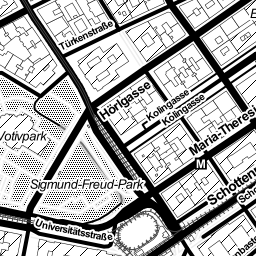 Türkenstraße
Hörlgasse
Kolingasse
Kolingasse
Maria-Theresi
Votivpark
M
Sigmund-Freud-Park
Schotten
Universitätsstraße